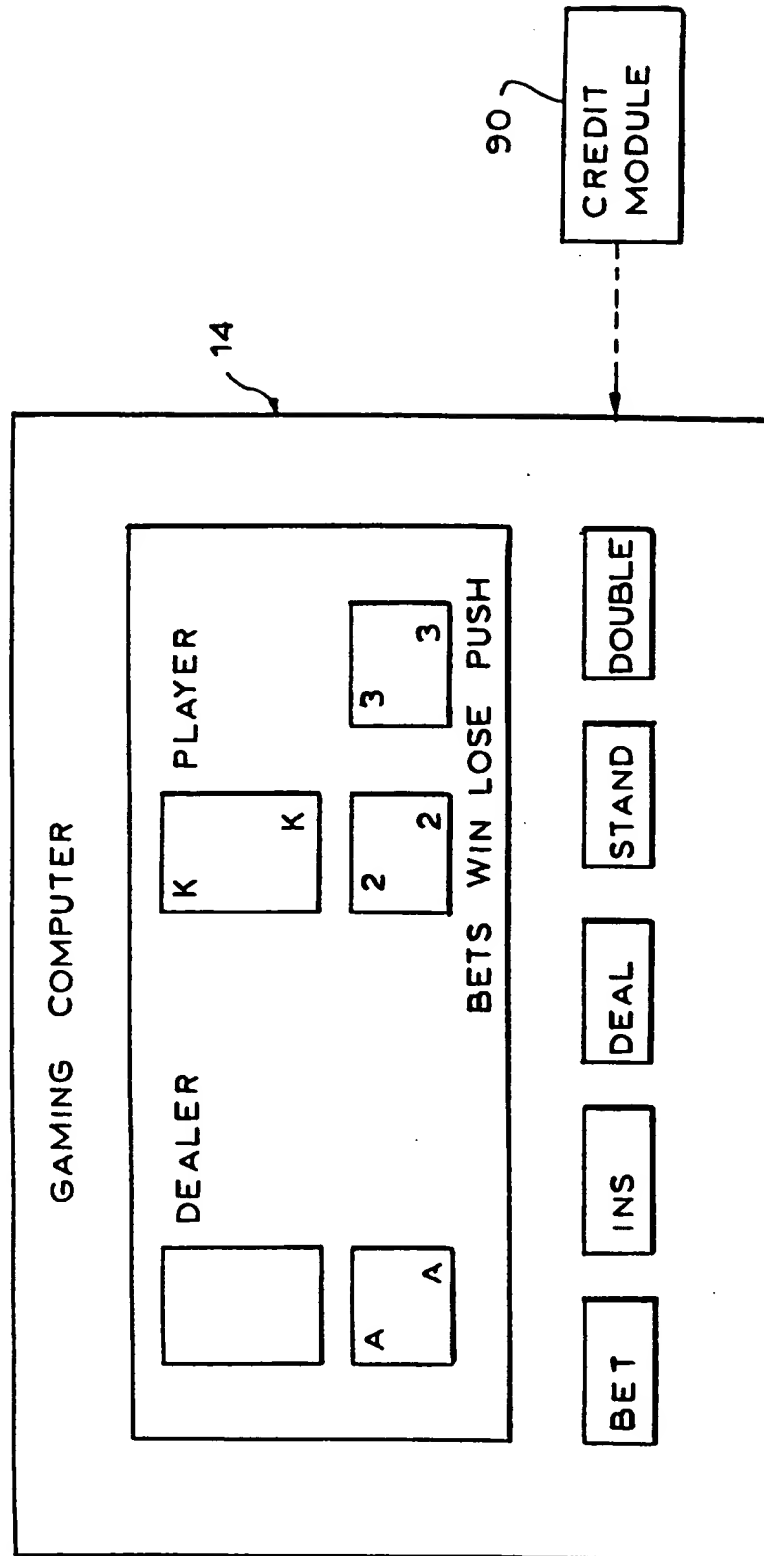 GAMING COMPUTER
14
DEALER
PLAYER
K
K
A
A
2
2
3
3
BETS WIN LOSE PUSH
BET
INS
DEAL
STAND
DOUBLE
90
CREDIT
MODULE